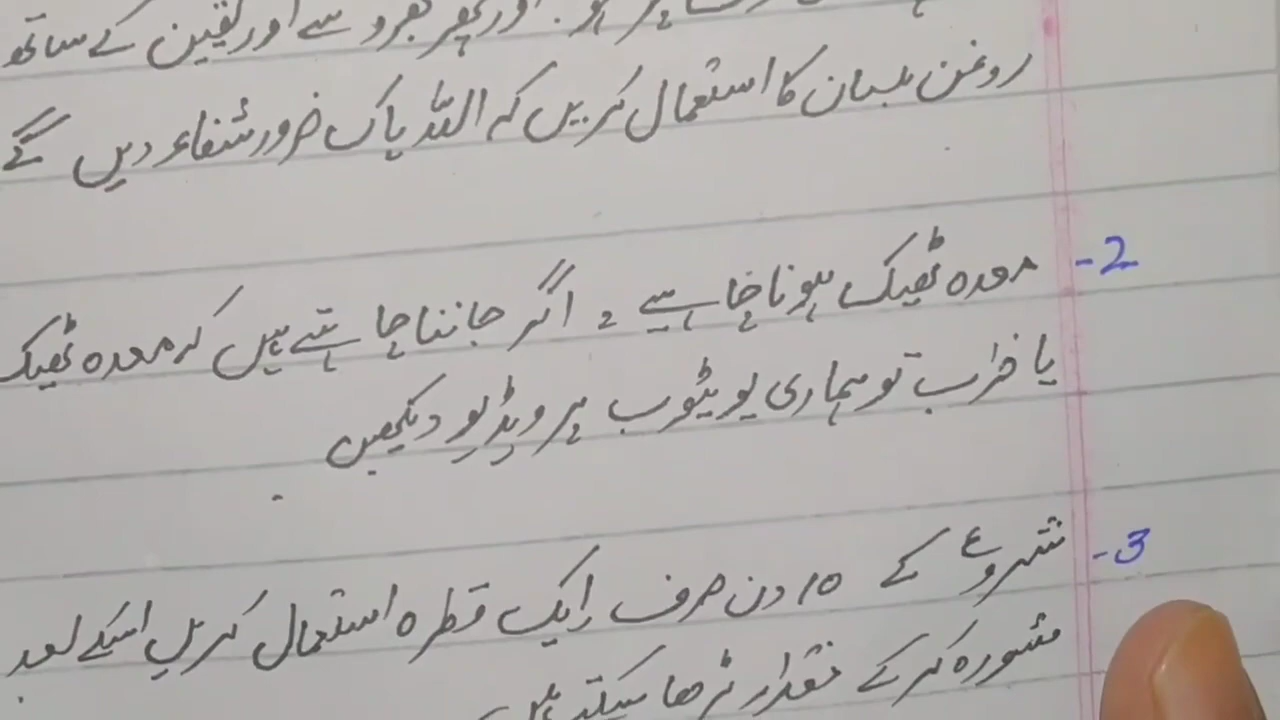 اور پھر بھروسے اور یقین کے ساتھ
روغن بلسان کا استعمال کریں کہ اللہ پاک ضرور شفاء دیں گے
2- معدہ ٹھیک ہونا چاہیے ۔ اگر جاننا چاہتے ہیں کہ معدہ ٹھیک
یا خراب تو ہماری یوٹیوب پر ویڈیو دیکھیں
3- شروع کے 10 دن صرف ایک قطرہ استعمال کریں اسکے بعد
مشورہ کر کے مقدار بڑھا سکتے ہیں